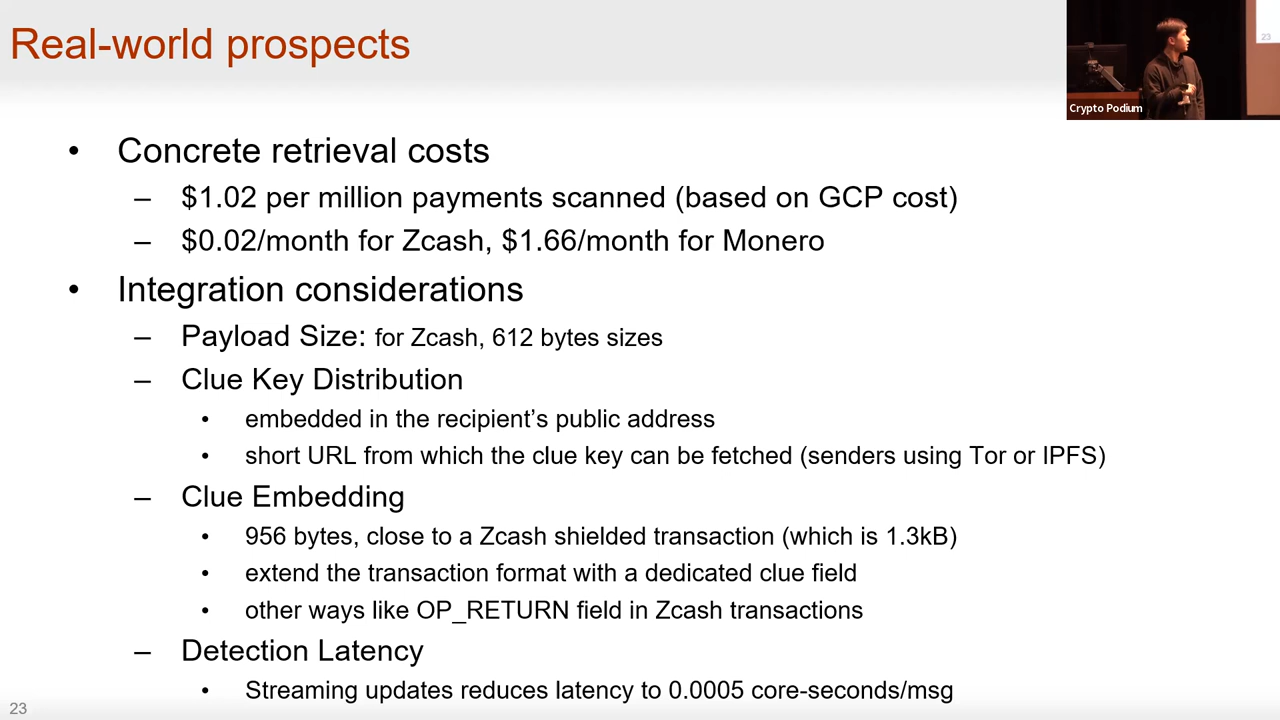 Real-world prospects
23
Crypto Podium
• Concrete retrieval costs
– $1.02 per million payments scanned (based on GCP cost)
– $0.02/month for Zcash, $1.66/month for Monero
• Integration considerations
– Payload Size: for Zcash, 612 bytes sizes
– Clue Key Distribution
• embedded in the recipient’s public address
• short URL from which the clue key can be fetched (senders using Tor or IPFS)
– Clue Embedding
• 956 bytes, close to a Zcash shielded transaction (which is 1.3kB)
• extend the transaction format with a dedicated clue field
• other ways like OP_RETURN field in Zcash transactions
– Detection Latency
• Streaming updates reduces latency to 0.0005 core-seconds/msg
23